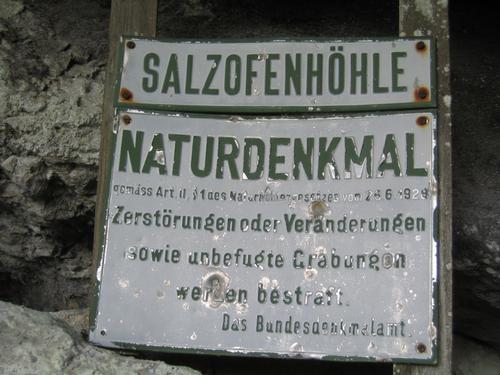 SALZOFENHÖHLE
NATURDENKMAL
gemäss Art. II, §1 des Naturhöhlengesetzes vom 26.6.1928
Zerstörungen oder Veränderungen
sowie unbefugte Grabungen
werden bestraft.
Das Bundesdenkmalamt.